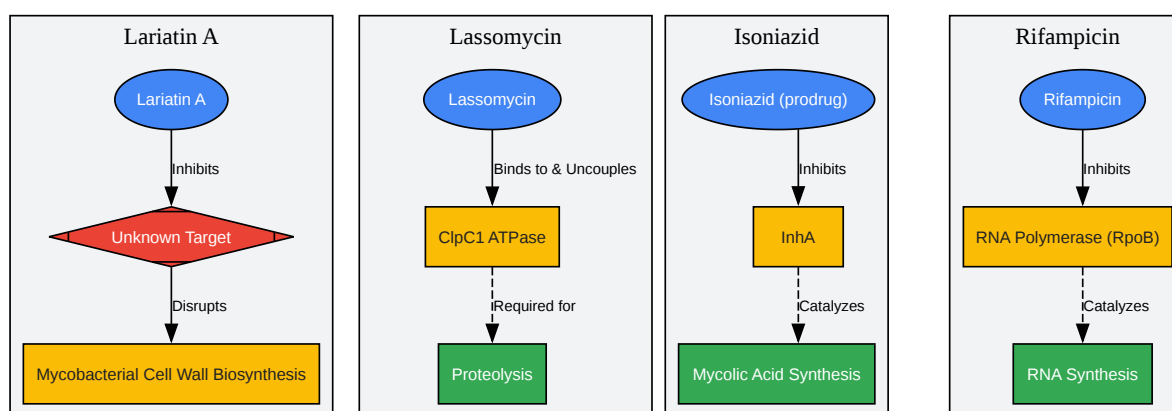 Lariatin A
Lariatin A
Inhibits
Unknown Target
Disrupts
Mycobacterial Cell Wall Biosynthesis
Lassomycin
Lassomycin
Binds to & Uncouples
ClpC1 ATPase
Required for
Proteolysis
Isoniazid
Isoniazid (prodrug)
Inhibits
InhA
Catalyzes
Mycolic Acid Synthesis
Rifampicin
Rifampicin
Inhibits
RNA Polymerase (RpoB)
Catalyzes
RNA Synthesis